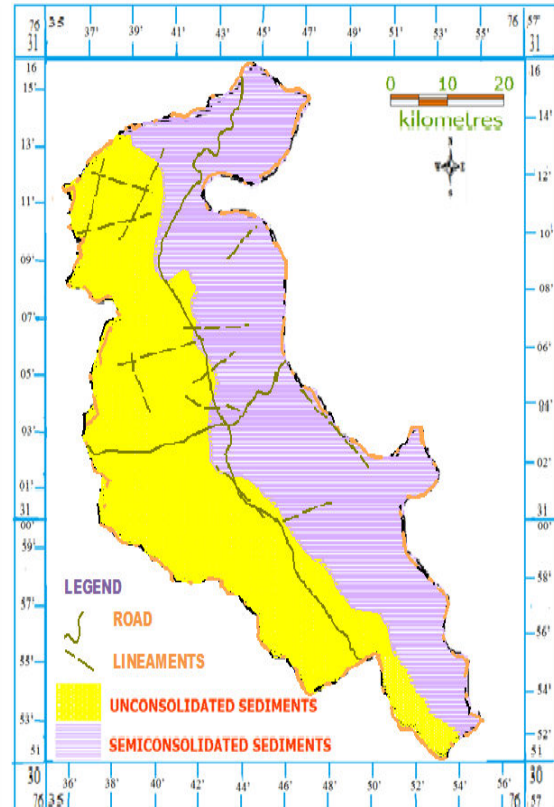 76 35' 37' 39' 41' 43' 45' 47' 49' 51' 53' 55' 76 57'
31 31
16 16
15' 15'
0 10 20
kilometres
13'
N
12'
S
11'
10'
09'
08'
07'
06'
05'
04'
03'
02'
01' 01'
31 31
00' 00'
59'
58'
LEGEND
57'
ROAD
56'
LINEAMENTS
55'
54'
UNCONSOLIDATED SEDIMENTS
53'
52'
SEMICONSOLIDATED SEDIMENTS
51 51
30 30
36' 38' 40' 42' 44' 46' 48' 50' 52' 54' 56'
76 35' 76 57'